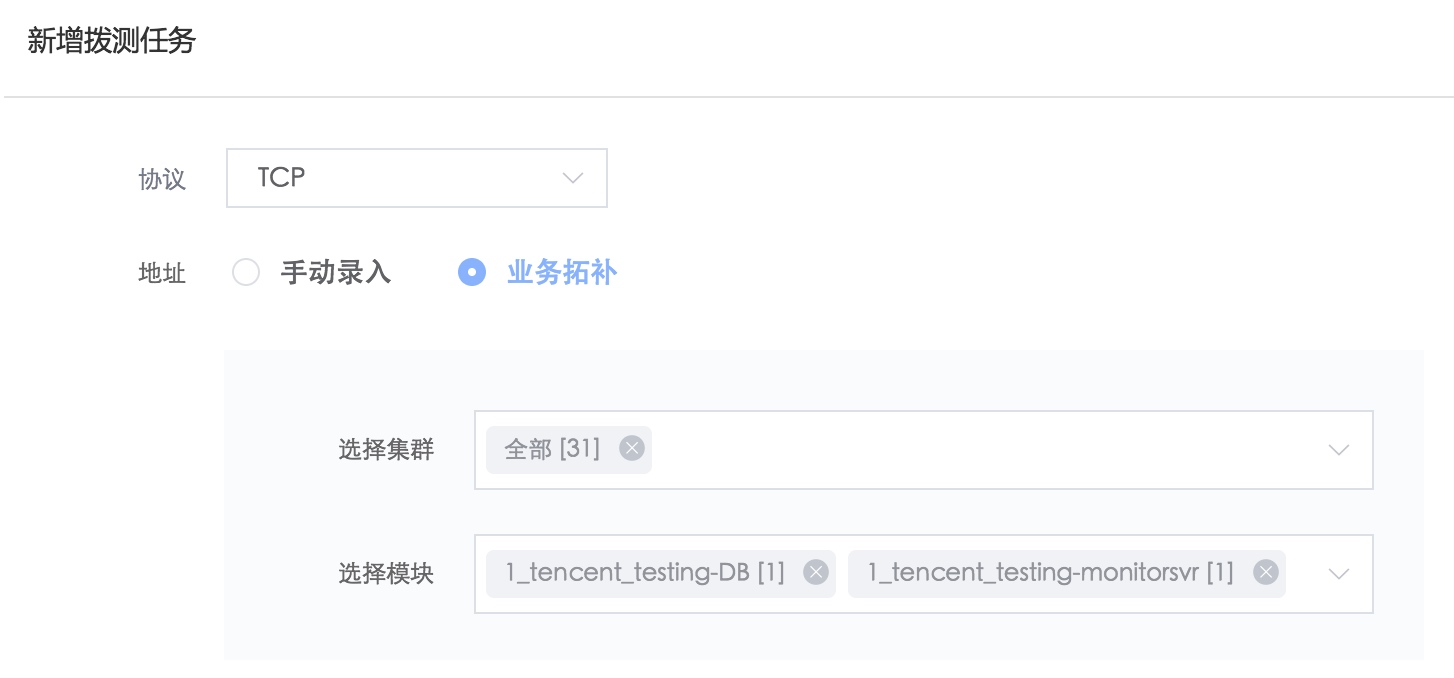 新增拨测任务
协议 TCP
地址 手动录入 业务拓补
选择集群 全部 [31]
选择模块 1_tencent_testing-DB [1] 1_tencent_testing-monitorsvr [1]